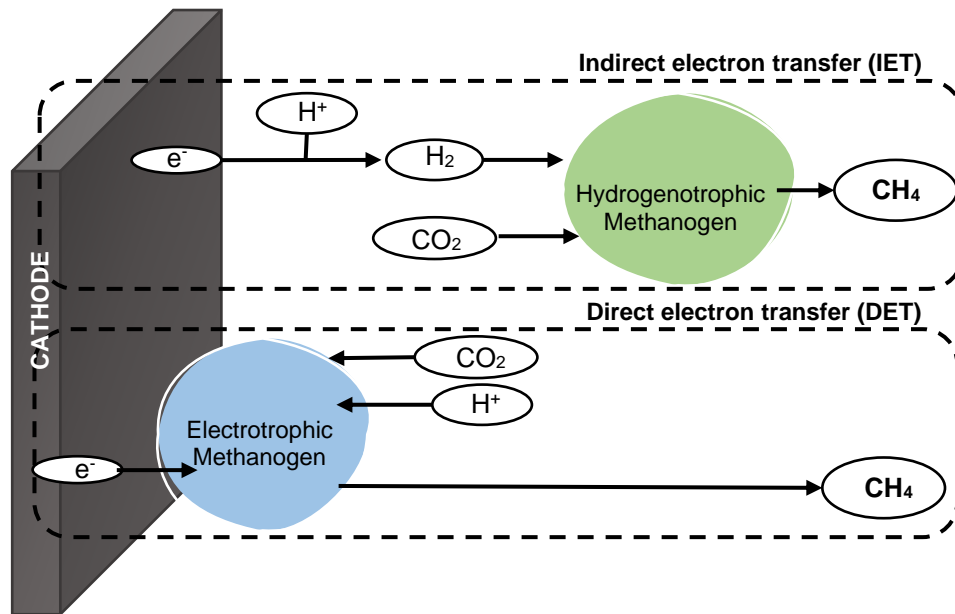 Indirect electron transfer (IET)
H⁺
e⁻
H₂
Hydrogenotrophic
Methanogen
CH₄
CO₂
CATHODE
Direct electron transfer (DET)
CO₂
H⁺
Electrotrophic
Methanogen
e⁻
CH₄